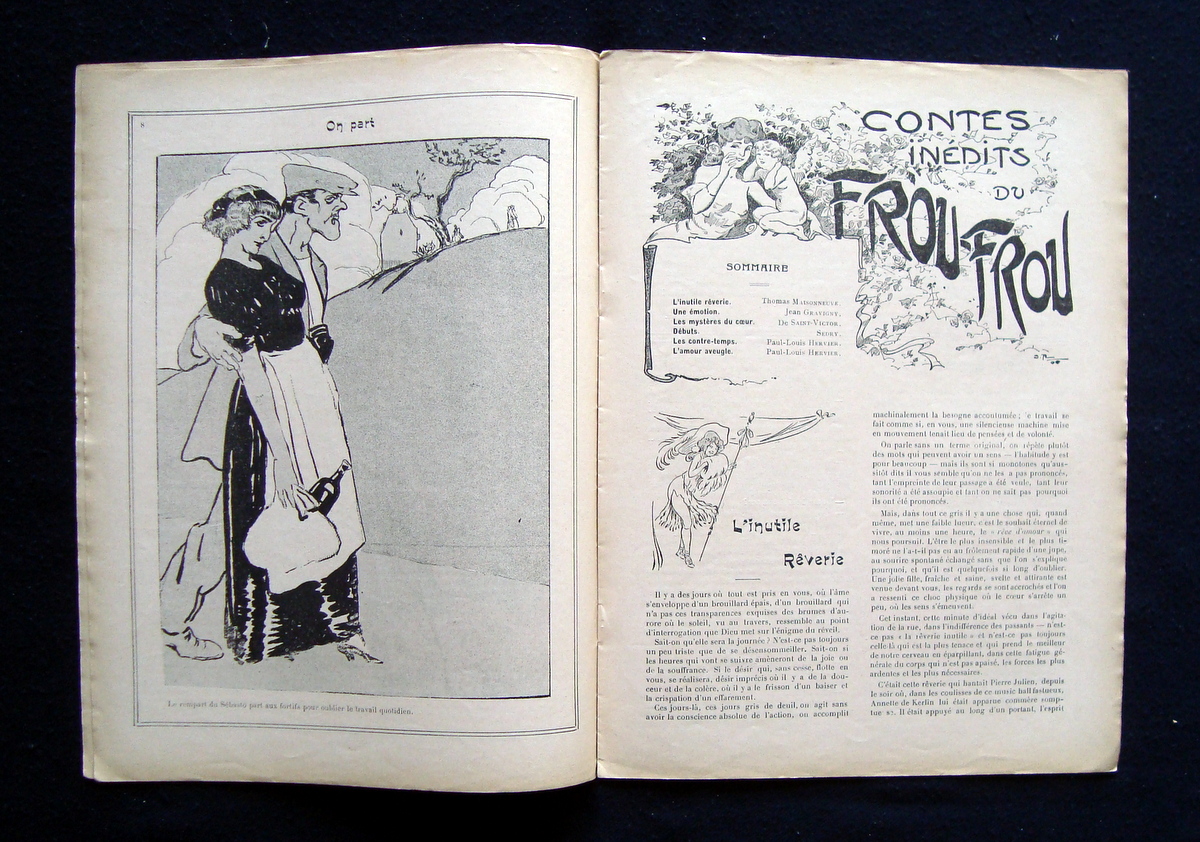 8
On part
Le rempart du Sébasto part aux fortifs pour oublier le travail quotidien.
CONTES
INÉDITS
DU
FROU-FROU
SOMMAIRE
L'inutile rêverie. Thomas MAISONNEUVE.
Une émotion. Jean GRAVIGNY.
Les mystères du cœur. DE SAINT-VICTOR.
Débuts. SEDRY.
Les contre-temps. Paul-Louis HERVIER.
L'amour aveugle. Paul-Louis HERVIER.
L'inutile
Rêverie
Il y a des jours où tout est pris en vous, où l'âme
s'enveloppe d'un brouillard épais, d'un brouillard qui
n'a pas ces transparences exquises des brumes d'au-
rore où le soleil, vu au travers, ressemble au point
d'interrogation que Dieu met sur l'énigme du réveil.
Sait-on qu'elle sera la journée? N'est-ce pas toujours
un peu triste que de se désensommeiller. Sait-on si
les heures qui vont se suivre amèneront de la joie ou
de la souffrance. Si le désir qui, sans cesse, flotte en
vous, se réalisera, désir imprécis où il y a de la dou-
ceur et de la colère, où il y a le frisson d'un baiser et
la crispation d'un effarement.
Ces jours-là, ces jours gris de deuil, on agit sans
avoir la conscience absolue de l'action, on accomplit
machinalement la besogne accoutumée; le travail se
fait comme si, en vous, une silencieuse machine mise
en mouvement tenait lieu de pensées et de volonté.
On parle sans un terme original, on répète plutôt
des mots qui peuvent avoir un sens — l'habitude y est
pour beaucoup — mais ils sont si monotones qu'aus-
sitôt dits il vous semble qu'on ne les a pas prononcés,
tant l'empreinte de leur passage a été veule, tant leur
sonorité a été assoupie et tant on ne sait pas pourquoi
ils ont été prononcés.
Mais, dans tout ce gris il y a une chose qui, quand
même, met une faible lueur, c'est le souhait éternel de
vivre, au moins une heure, le « rêve d'amour » qui
nous poursuit. L'être le plus insensible et le plus ti-
moré ne l'a-t-il pas eu au frôlement rapide d'une jupe,
au sourire spontané échangé sans que l'on s'explique
pourquoi, et qu'il est quelquefois si long d'oublier.
Une jolie fille, fraîche et saine, svelte et attirante est
venue devant vous, les regards se sont accrochés et l'on
a ressenti ce choc physique où le cœur s'arrête un
peu, où les sens s'émeuvent.
Cet instant, cette minute d'idéal vécu dans l'agita-
tion de la rue, dans l'indifférence des passants — n'est-
ce pas « la rêverie inutile » et n'est-ce pas toujours
celle-là qui est la plus tenace et qui prend le meilleur
de notre cerveau en éparpillant, dans cette fatigue gé-
nérale du corps qui n'est pas apaisé, les forces les plus
ardentes et les plus nécessaires.
C'était cette rêverie qui hantait Pierre Julien, depuis
le soir où, dans les coulisses de ce music hall fastueux,
Annette de Kerlin lui était apparue commère somp-
tueuse. Il était appuyé au long d'un portant, l'esprit